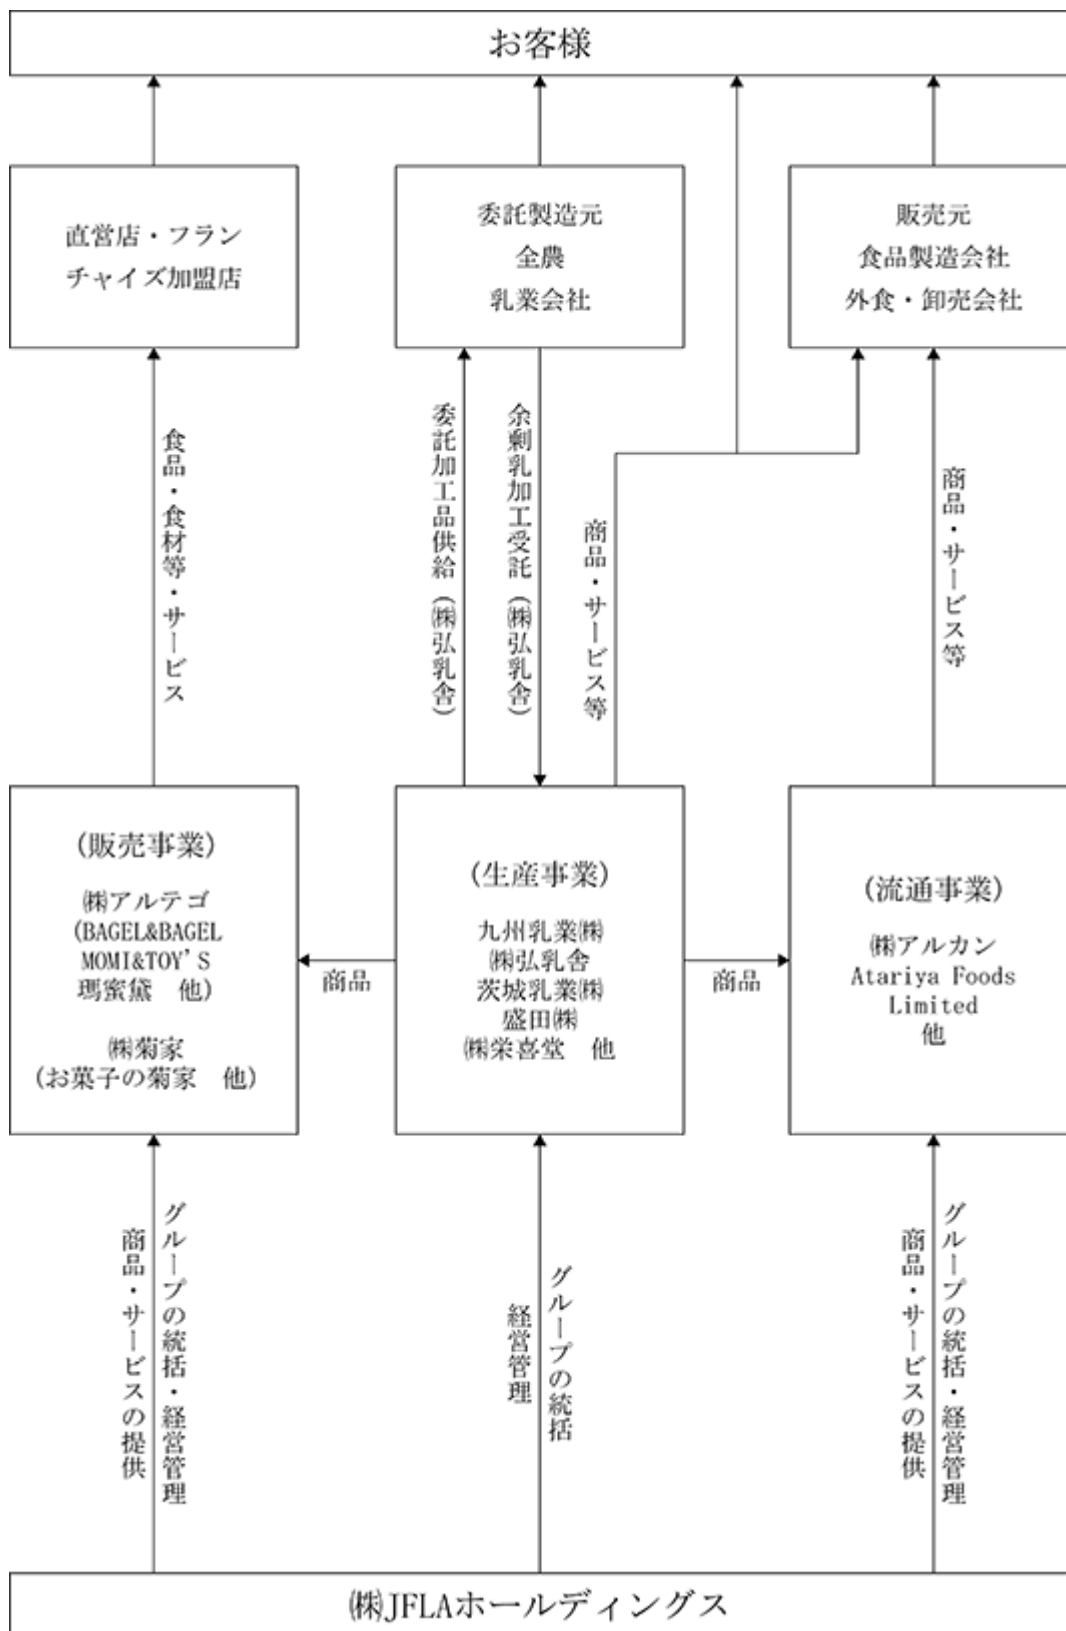 お客様
直営店・フラン
チャイズ加盟店
委託製造元
全農
乳業会社
販売元
食品製造会社
外食・卸売会社
食品・食材等・サービス
委託加工品供給（㈱弘乳舎）
余剰乳加工受託（㈱弘乳舎）
商品・サービス等
商品・サービス等
(販売事業)
㈱アルテゴ
(BAGEL&BAGEL
MOMI&TOY'S
瑪蜜黛　他)
㈱菊家
(お菓子の菊家　他)
商品
(生産事業)
九州乳業㈱
㈱弘乳舎
茨城乳業㈱
盛田㈱
㈱栄喜堂　他
商品
(流通事業)
㈱アルカン
Atariya Foods
Limited
他
グループの統括・経営管理
商品・サービスの提供
グループの統括
経営管理
グループの統括・経営管理
商品・サービスの提供
㈱JFLAホールディングス